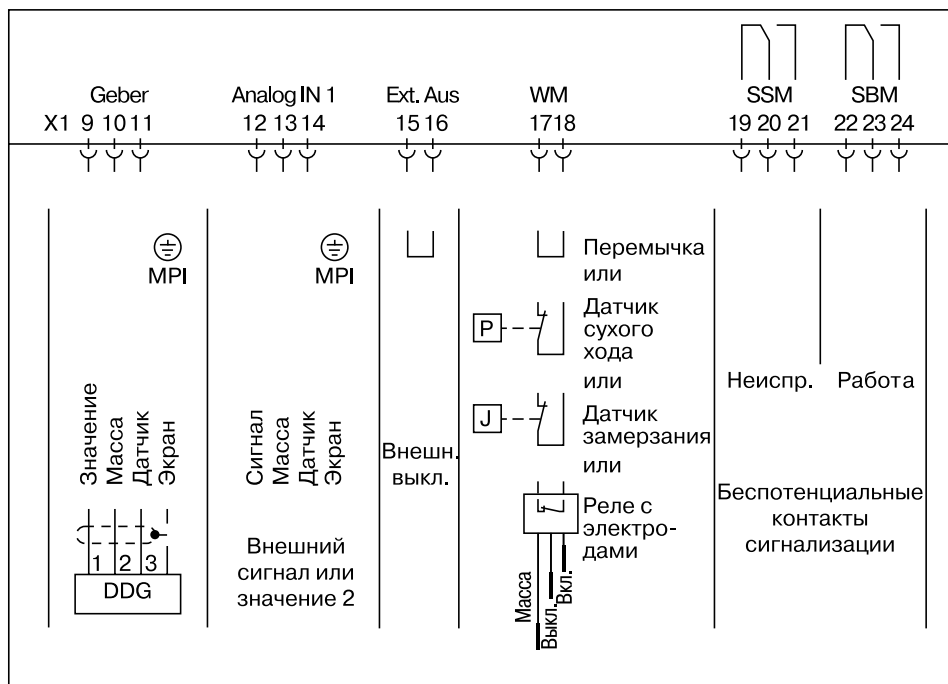 Geber Analog IN 1 Ext. Aus WM SSM SBM
X1 9 10 11 12 13 14 15 16 17 18 19 20 21 22 23 24
MPI
MPI
Перемычка
или
P
Датчик
сухого
хода
или
J
Датчик
замерзания
или
Реле с
электро-
дами
Масса
Выкл.
Вкл.
Значение
Масса
Датчик
Экран
1 2 3
DDG
Сигнал
Масса
Датчик
Экран
Внешний
сигнал или
значение 2
Внешн.
выкл.
Неиспр. Работа
Беспотенциальные
контакты
сигнализации